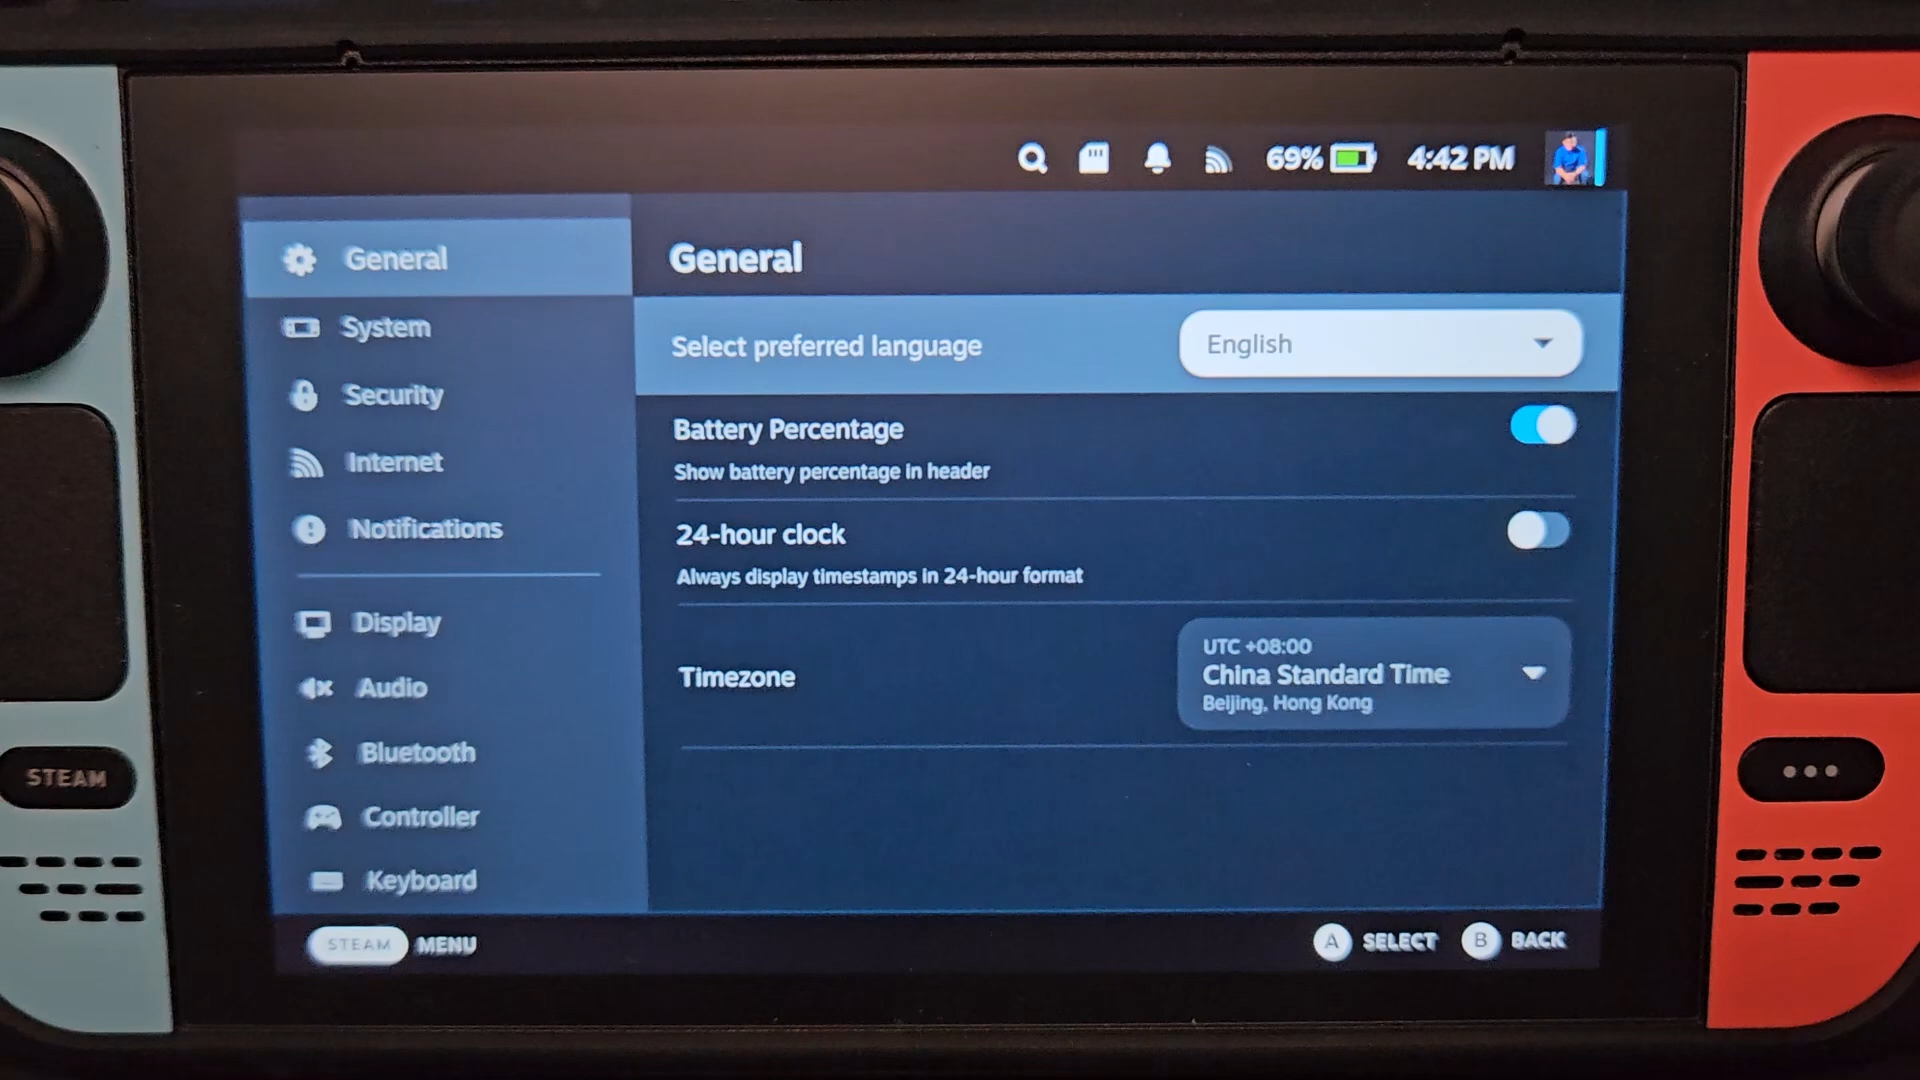 69% 4:42 PM
General
System
Security
Internet
Notifications
Display
Audio
Bluetooth
Controller
Keyboard
General
Select preferred language English
Battery Percentage
Show battery percentage in header
24-hour clock
Always display timestamps in 24-hour format
Timezone
UTC +08:00
China Standard Time
Beijing, Hong Kong
STEAM
STEAM MENU
A SELECT B BACK